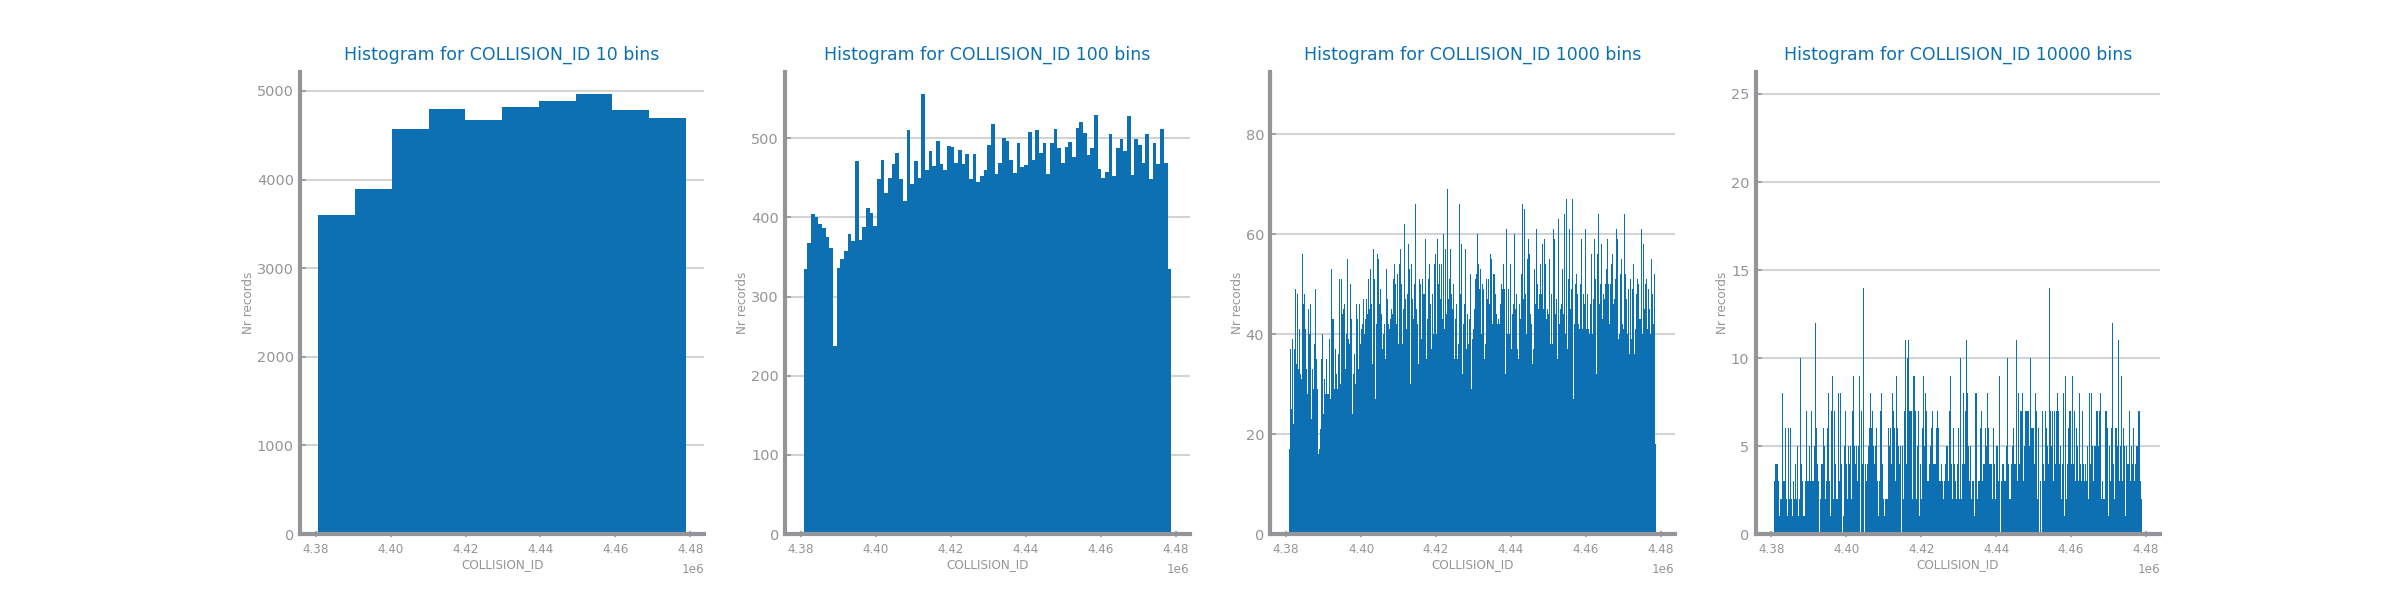 Histogram for COLLISION_ID 10 bins
5000
4000
3000
2000
1000
0
Nr records
4.38 4.40 4.42 4.44 4.46 4.48
COLLISION_ID
1e6
Histogram for COLLISION_ID 100 bins
500
400
300
200
100
0
Nr records
4.38 4.40 4.42 4.44 4.46 4.48
COLLISION_ID
1e6
Histogram for COLLISION_ID 1000 bins
80
60
40
20
0
Nr records
4.38 4.40 4.42 4.44 4.46 4.48
COLLISION_ID
1e6
Histogram for COLLISION_ID 10000 bins
25
20
15
10
5
0
Nr records
4.38 4.40 4.42 4.44 4.46 4.48
COLLISION_ID
1e6